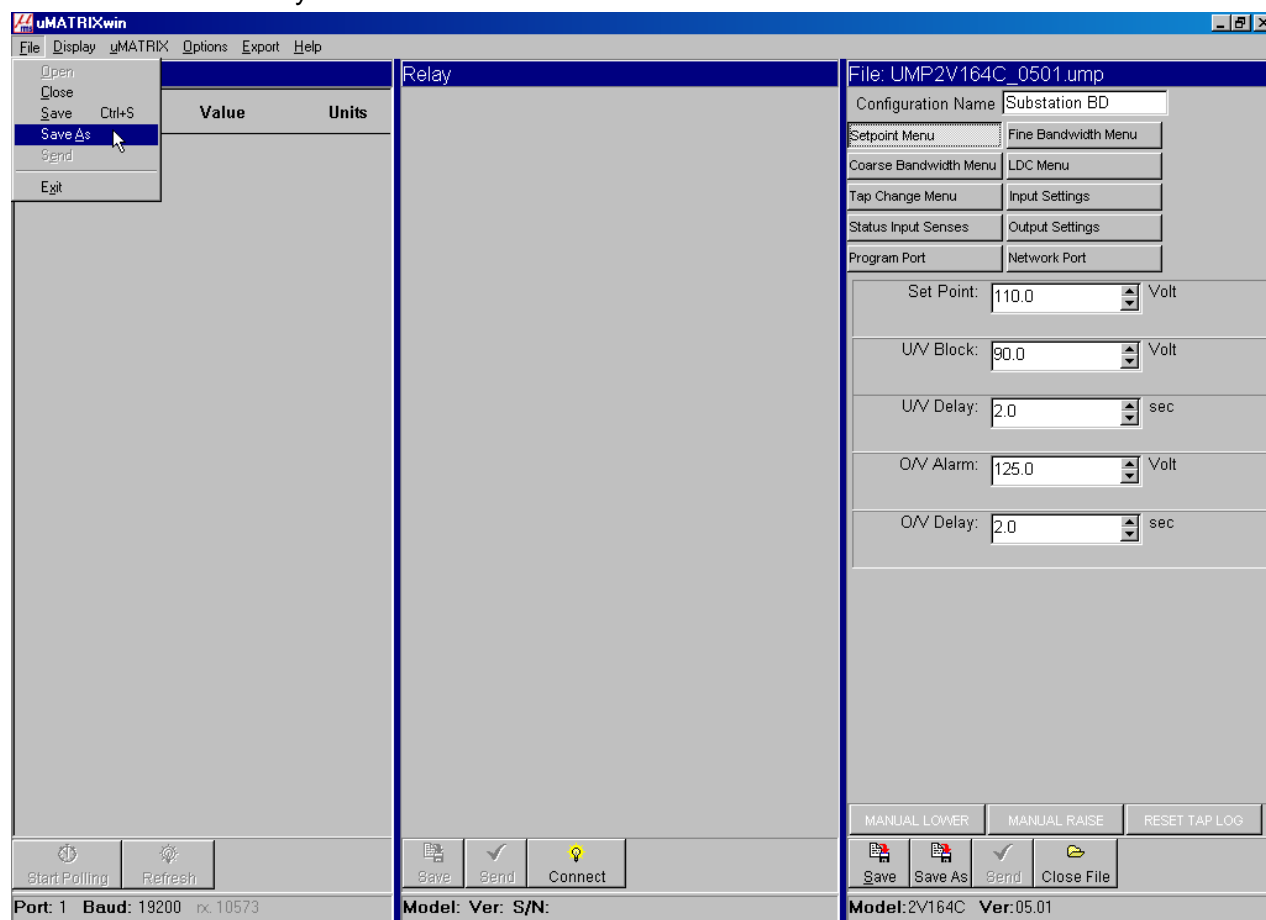 uMATRIXwin
File Display uMATRIX Options Export Help
Open
Close
Save Ctrl+S
Save As
Send
Exit
Value Units
Relay
File: UMP2V164C_0501.ump
Configuration Name Substation BD
Setpoint Menu Fine Bandwidth Menu
Coarse Bandwidth Menu LDC Menu
Tap Change Menu Input Settings
Status Input Senses Output Settings
Program Port Network Port
Set Point: 110.0 Volt
U/V Block: 90.0 Volt
U/V Delay: 2.0 sec
O/V Alarm: 125.0 Volt
O/V Delay: 2.0 sec
MANUAL LOWER MANUAL RAISE RESET TAP LOG
Start Polling Refresh
Save Send Connect
Save Save As Send Close File
Port: 1 Baud: 19200 rx. 10573
Model: Ver: S/N:
Model:2V164C Ver:05.01